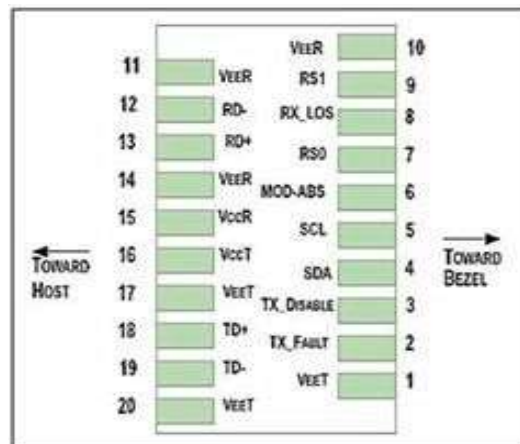 VEER 10
11 VEER
RS1 9
12 RD-
RX_LOS 8
13 RD+
RS0 7
14 VEER
MOD-ABS 6
15 VCCR
SCL 5
16 VCCT
SDA 4
17 VEET
TX_DISABLE 3
18 TD+
TX_FAULT 2
19 TD-
VEET 1
20 VEET
TOWARD
HOST
TOWARD
BEZEL